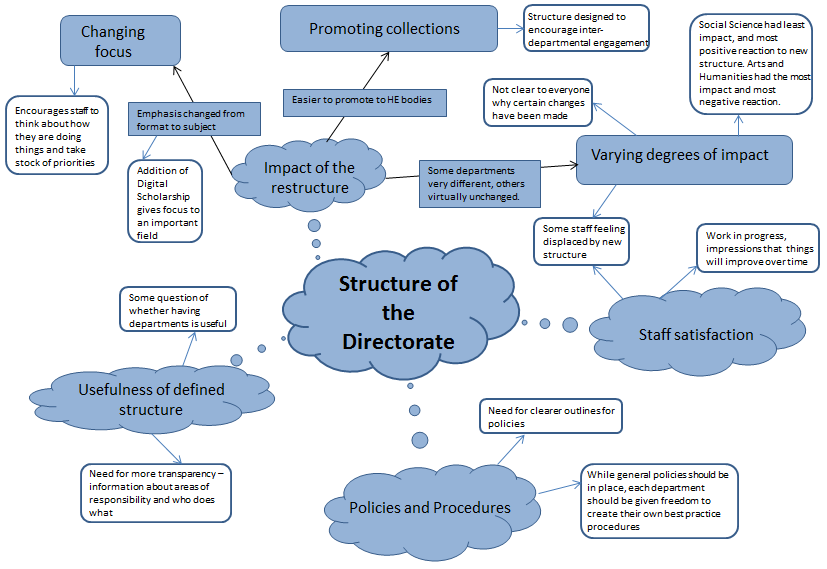 Changing
focus
Promoting collections
Structure designed to
encourage inter-
departmental engagement
Social Science had least
impact, and most
positive reaction to new
structure. Arts and
Humanities had the most
impact and most
negative reaction.
Encourages staff to
think about how
they are doing
things and take
stock of priorities
Emphasis changed from
format to subject
Easier to promote to HE bodies
Not clear to everyone
why certain changes
have been made
Addition of
Digital
Scholarship
gives focus to
an important
field
Impact of the
restructure
Some departments
very different, others
virtually unchanged.
Varying degrees of impact
Some staff feeling
displaced by new
structure
Work in progress,
impressions that things
will improve over time
Structure of
the
Directorate
Staff satisfaction
Some question of
whether having
departments is useful
Usefulness of defined
structure
Need for more transparency –
information about areas of
responsibility and who does
what
Need for clearer outlines for
policies
Policies and Procedures
While general policies should be
in place, each department
should be given freedom to
create their own best practice
procedures